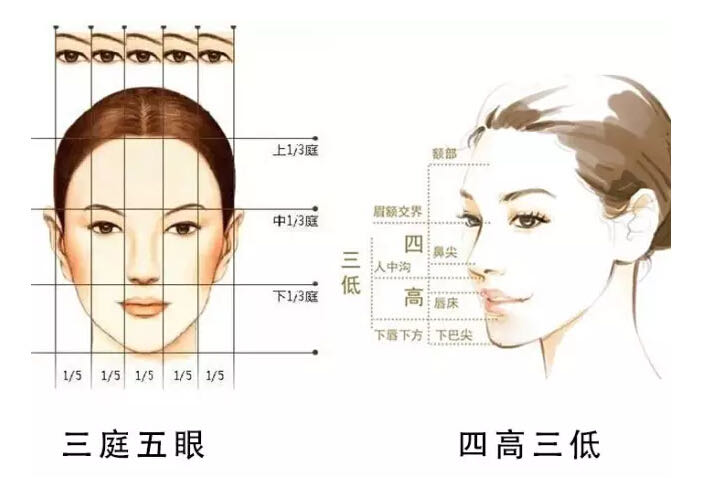 上1/3庭
中1/3庭
下1/3庭
1/5 1/5 1/5 1/5 1/5
三庭五眼
额部
眉额交界
四高
鼻尖
三低
人中沟
唇床
下唇下方
下巴尖
四高三低